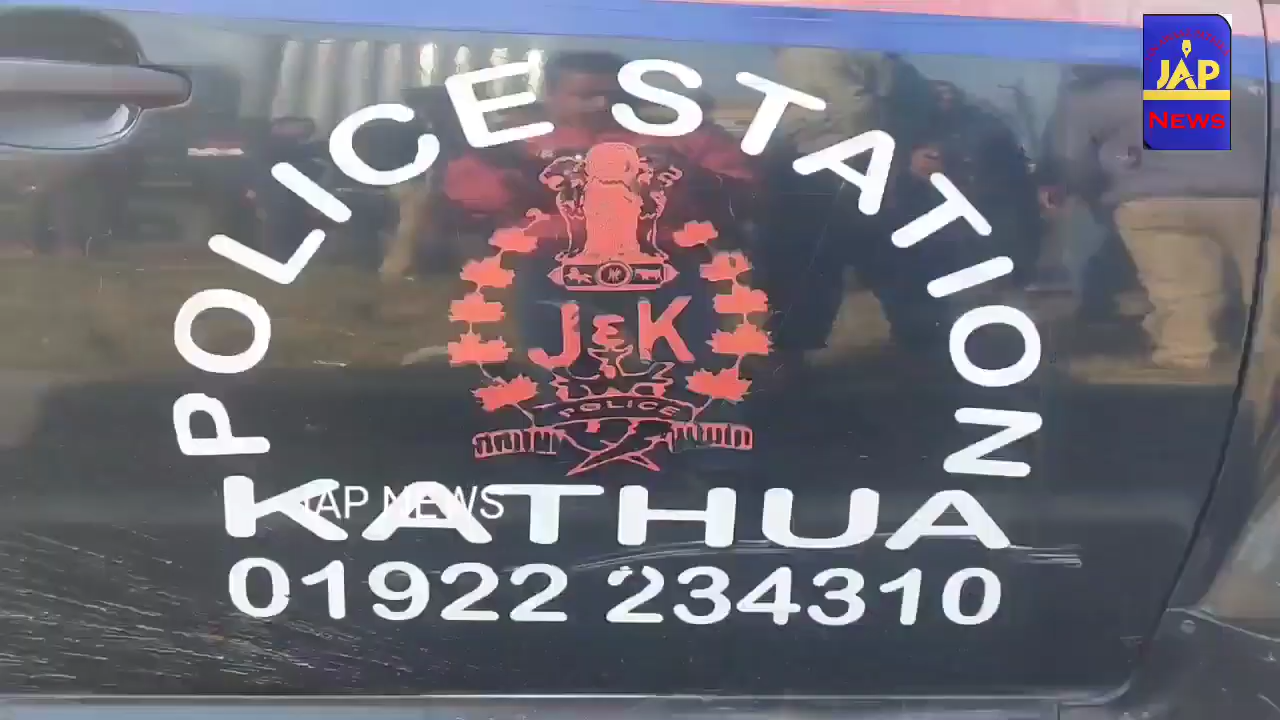 POLICE STATION
J&K
POLICE
KATHUA
01922 234310
JAP NEWS
JAP
NEWS